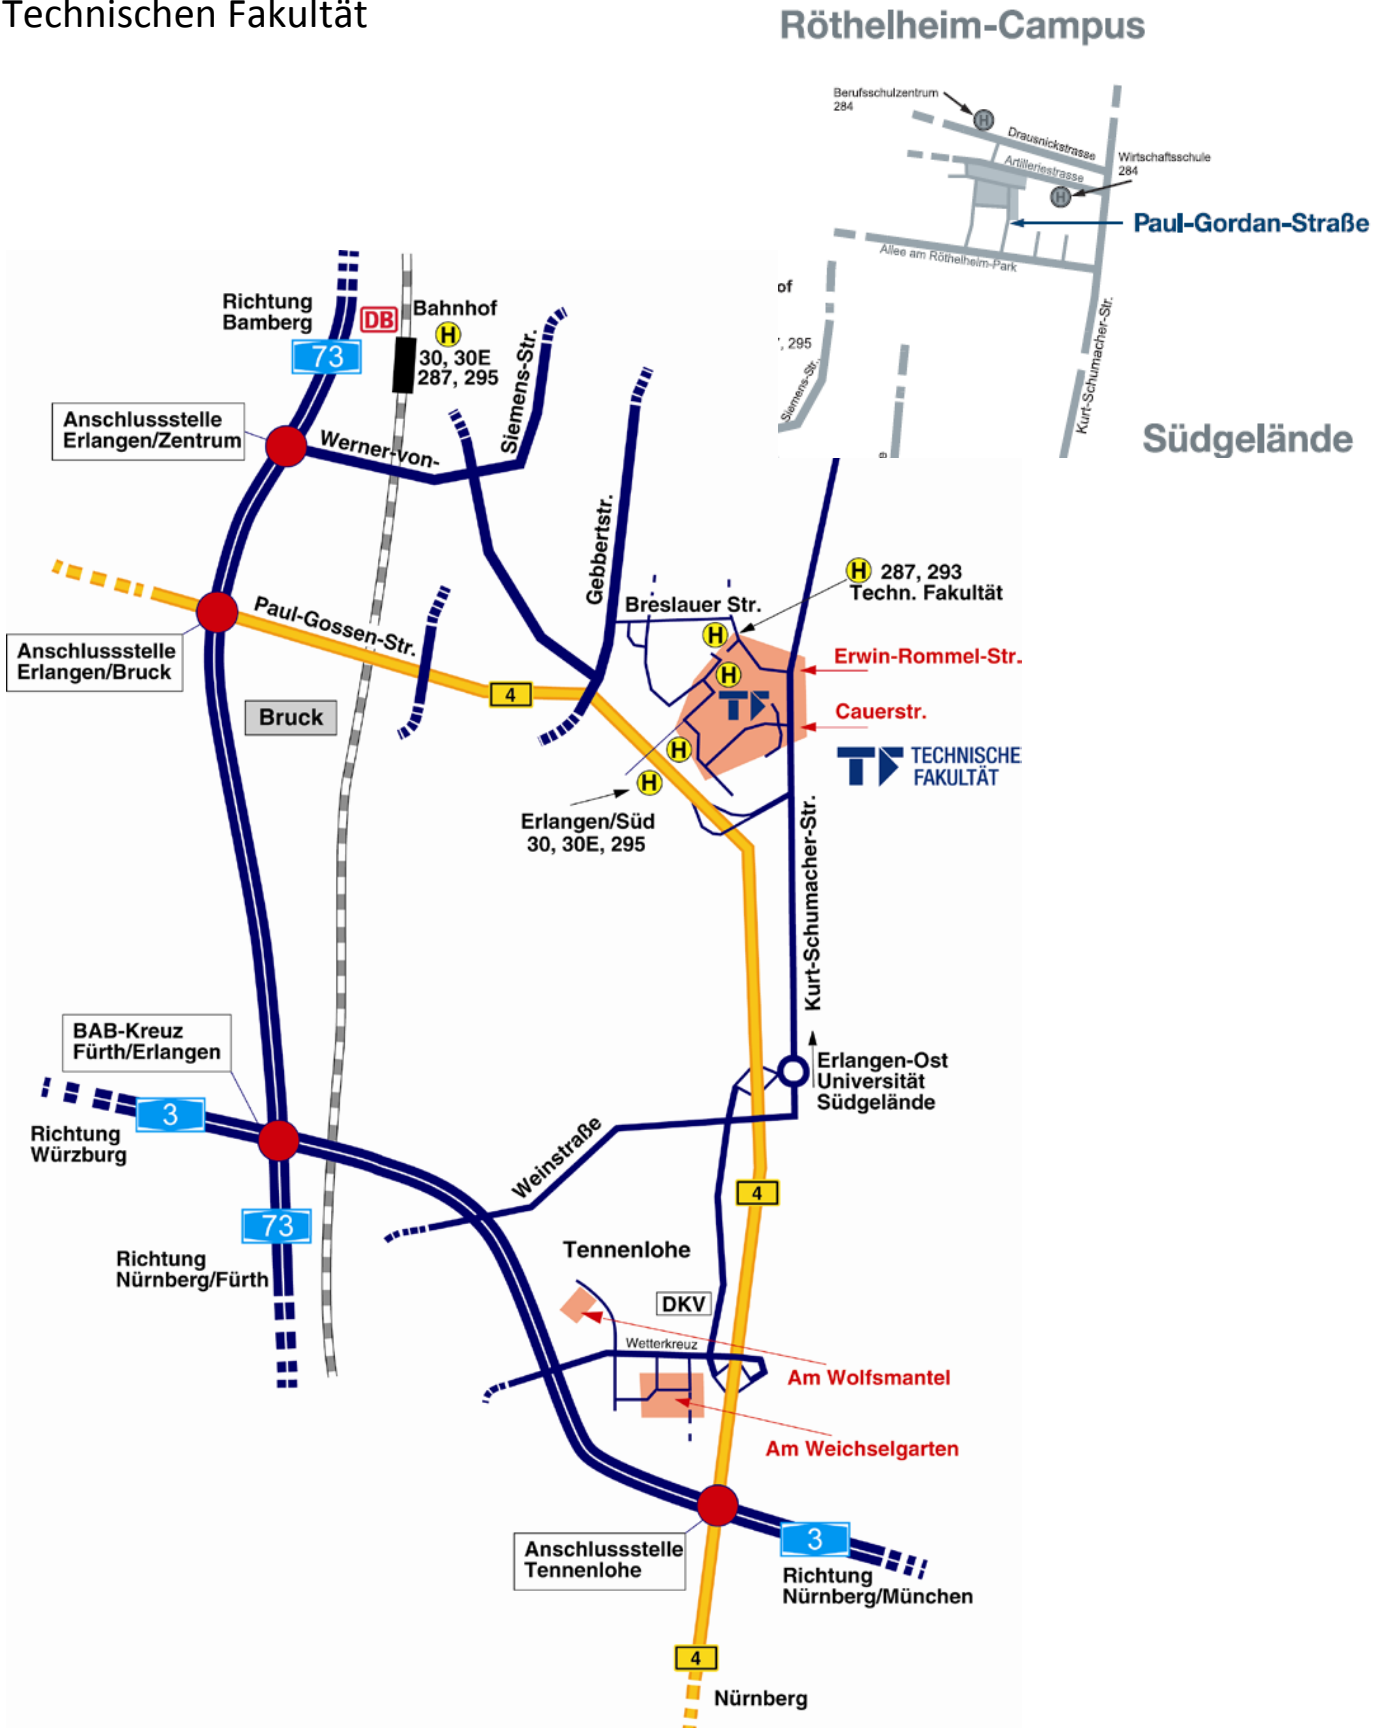 Technischen Fakultät
Röthelheim-Campus
Berufsschulzentrum
284
H
Drausnickstrasse
Artilleriestrasse
Wirtschaftsschule
284
H
Paul-Gordan-Straße
Allee am Röthelheim-Park
Kurt-Schumacher-Str.
of
, 295
Siemens-Str.
e
Südgelände
Richtung
Bamberg
73
DB
Bahnhof
H
30, 30E
287, 295
Anschlussstelle
Erlangen/Zentrum
Werner-von-
Siemens-Str.
Gebbertstr.
Paul-Gossen-Str.
Anschlussstelle
Erlangen/Bruck
4
Bruck
Breslauer Str.
H
287, 293
Techn. Fakultät
H
H
H
H
Erwin-Rommel-Str.
Cauerstr.
TECHNISCHE
FAKULTÄT
Erlangen/Süd
30, 30E, 295
Kurt-Schumacher-Str.
BAB-Kreuz
Fürth/Erlangen
3
Richtung
Würzburg
73
Richtung
Nürnberg/Fürth
Erlangen-Ost
Universität
Südgelände
Weinstraße
4
Tennenlohe
DKV
Wetterkreuz
Am Wolfsmantel
Am Weichselgarten
Anschlussstelle
Tennenlohe
3
Richtung
Nürnberg/München
4
Nürnberg